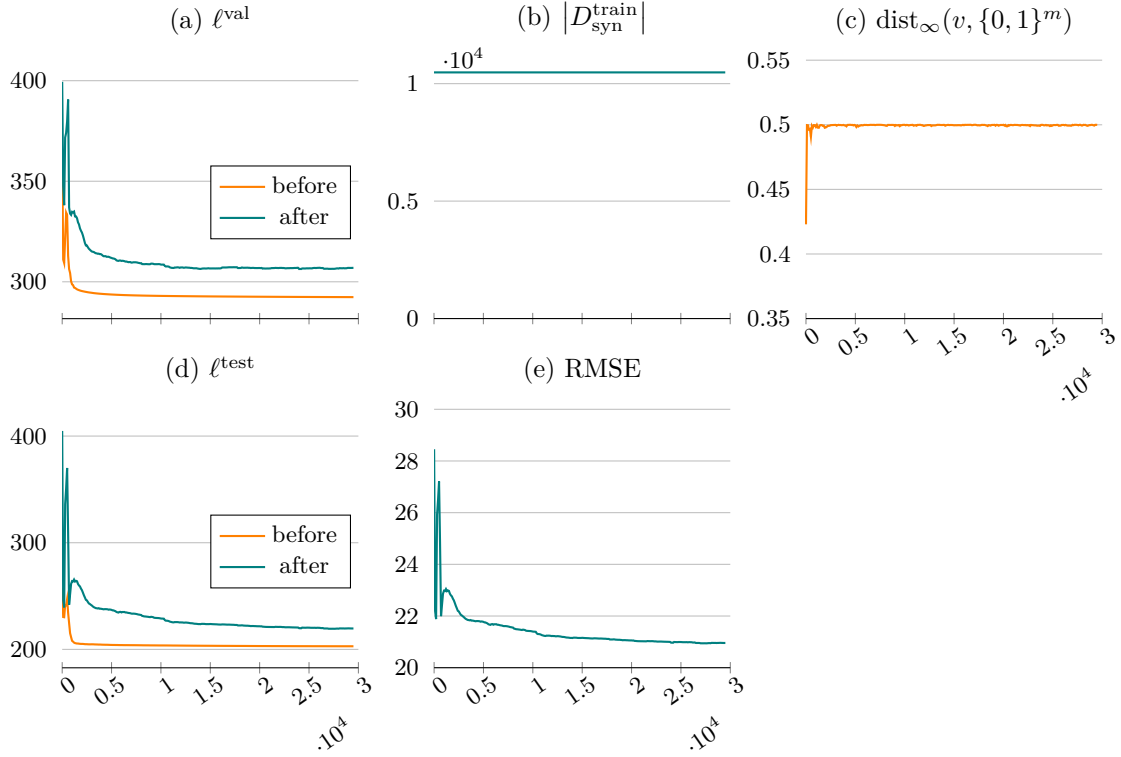 (a) ℓ^val
400
350
300
before
after
(b) |D_syn^train|
·10^4
1
0.5
0
(c) dist_∞(v, {0, 1}^m)
0.55
0.5
0.45
0.4
0.35
0 0.5 1 1.5 2 2.5 3
·10^4
(d) ℓ^test
400
300
200
before
after
0 0.5 1 1.5 2 2.5 3
·10^4
(e) RMSE
30
28
26
24
22
20
0 0.5 1 1.5 2 2.5 3
·10^4